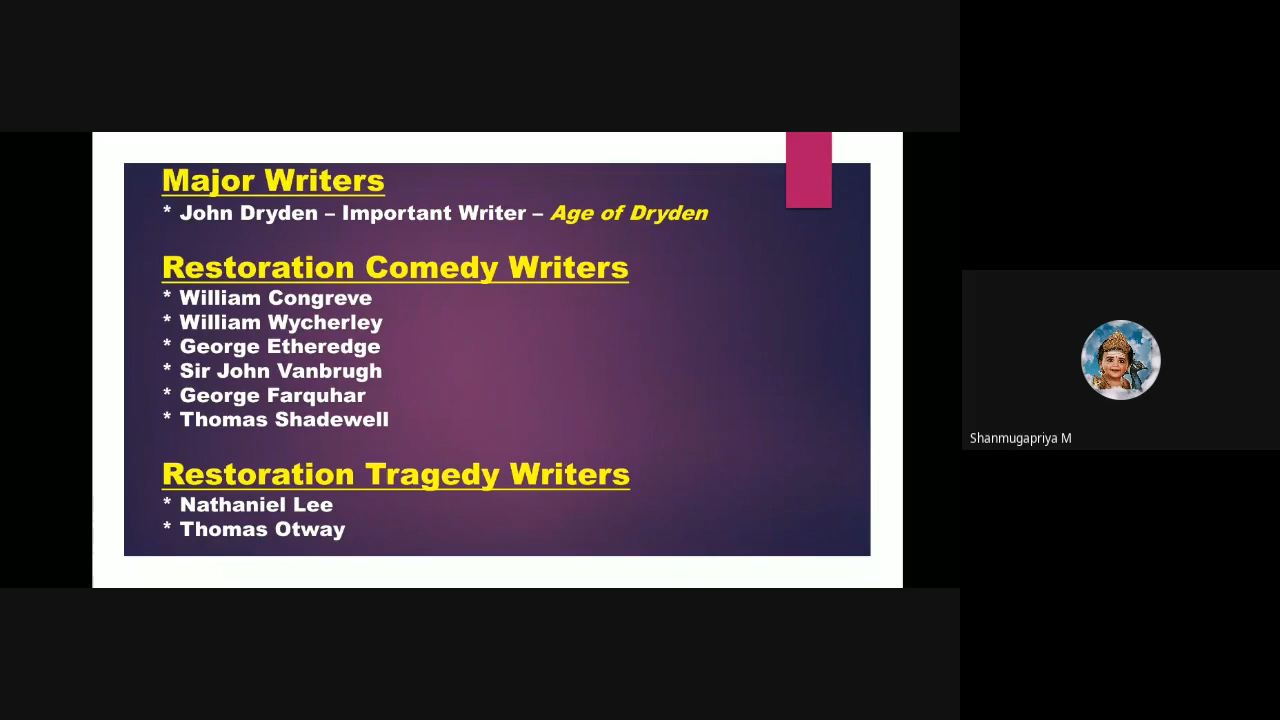 Major Writers
* John Dryden – Important Writer – Age of Dryden
Restoration Comedy Writers
* William Congreve
* William Wycherley
* George Etheredge
* Sir John Vanbrugh
* George Farquhar
* Thomas Shadewell
Restoration Tragedy Writers
* Nathaniel Lee
* Thomas Otway
Shanmugapriya M